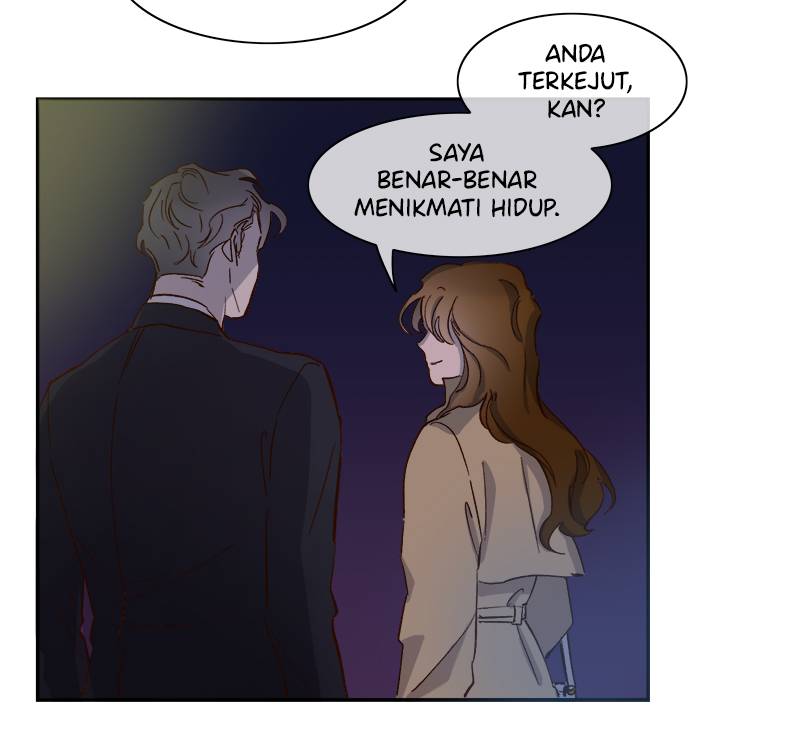 ANDA
TERKEJUT,
KAN?
SAYA
BENAR-BENAR
MENIKMATI HIDUP.